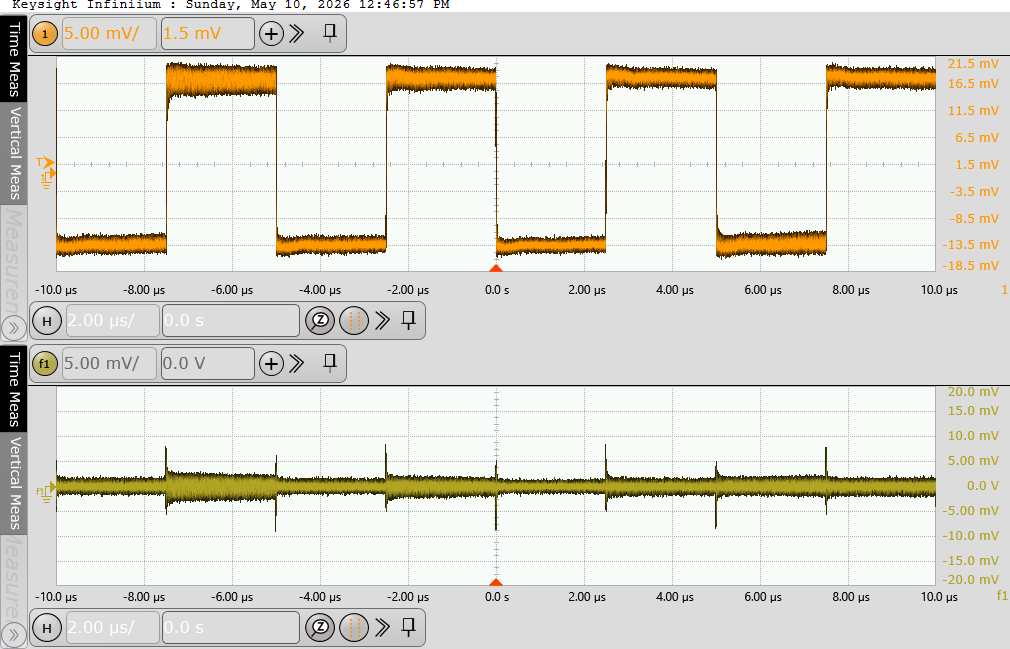 Keysight Infiniium : Sunday, May 10, 2026 12:46:57 PM
Time Meas
Vertical Meas
Measuremen
1 5.00 mV/ 1.5 mV +
21.5 mV
16.5 mV
11.5 mV
6.5 mV
T
1.5 mV
1
-3.5 mV
-8.5 mV
-13.5 mV
-18.5 mV
-10.0 µs -8.00 µs -6.00 µs -4.00 µs -2.00 µs 0.0 s 2.00 µs 4.00 µs 6.00 µs 8.00 µs 10.0 µs 1
H 2.00 µs/ 0.0 s Z
Time Meas
Vertical Meas
Measuremen
f1 5.00 mV/ 0.0 V +
20.0 mV
15.0 mV
10.0 mV
5.00 mV
f1
0.0 V
-5.00 mV
-10.0 mV
-15.0 mV
-20.0 mV
-10.0 µs -8.00 µs -6.00 µs -4.00 µs -2.00 µs 0.0 s 2.00 µs 4.00 µs 6.00 µs 8.00 µs 10.0 µs f1
H 2.00 µs/ 0.0 s Z